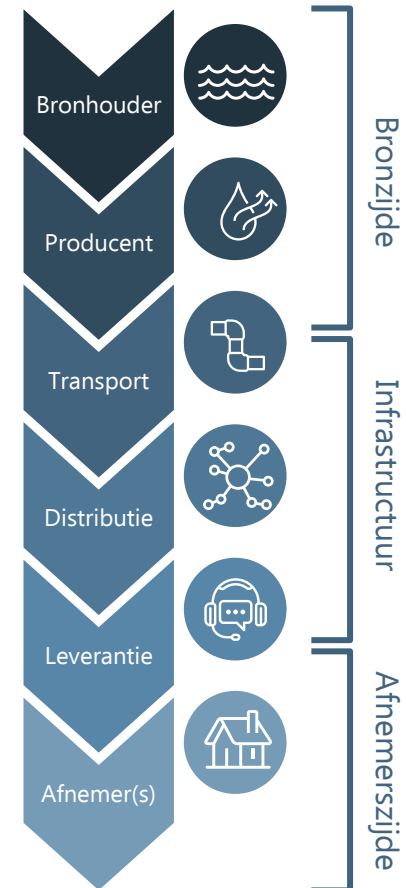 Bronhouder
Producent
Transport
Distributie
Leverantie
Afnemer(s)
Bronzijde
Infrastructuur
Afnemerszijde